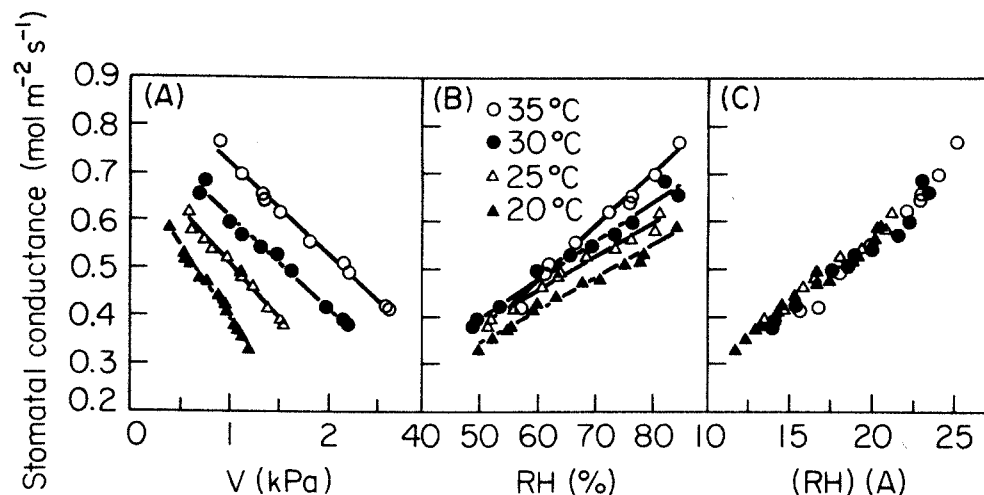 Stomatal conductance (mol m⁻² s⁻¹)
0.9
0.8
0.7
0.6
0.5
0.4
0.3
0.2
(A)
(B)
○ 35°C
● 30°C
△ 25°C
▲ 20°C
(C)
0 1 2 40 50 60 70 80 10 15 20 25
V (kPa) RH (%) (RH) (A)